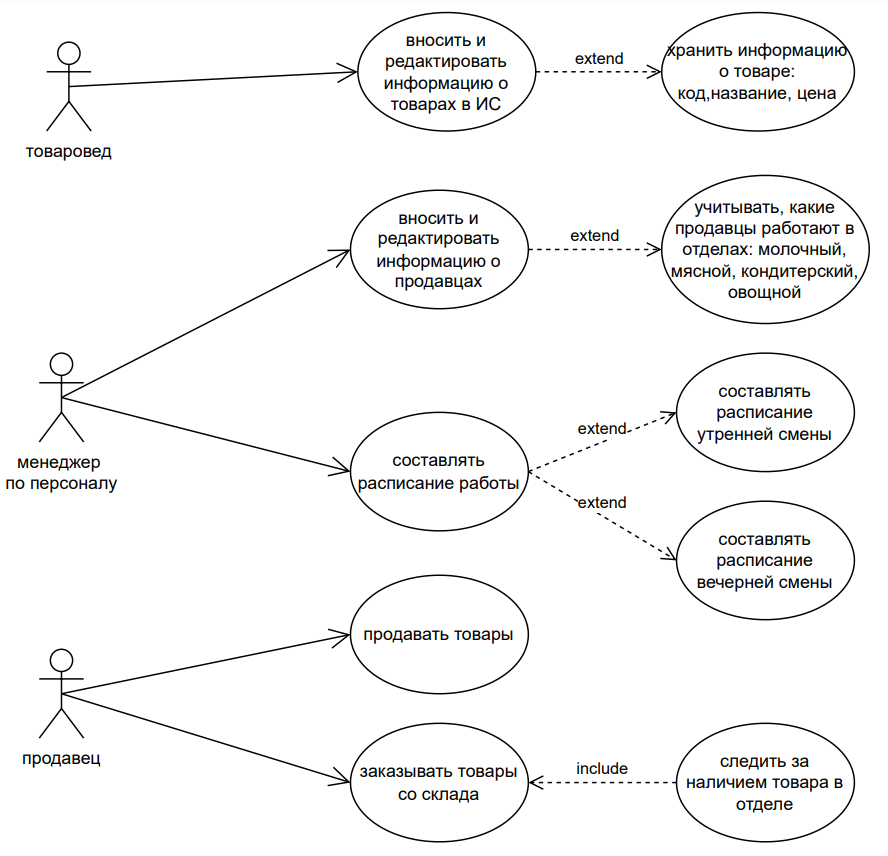 вносить и
редактировать
информацию о
товарах в ИС
extend
хранить информацию
о товаре:
код,название, цена
товаровед
вносить и
редактировать
информацию о
продавцах
extend
учитывать, какие
продавцы работают в
отделах: молочный,
мясной, кондитерский,
овощной
менеджер
по персоналу
составлять
расписание работы
extend
составлять
расписание
утренней смены
extend
составлять
расписание
вечерней смены
продавать товары
продавец
заказывать товары
со склада
include
следить за
наличием товара в
отделе